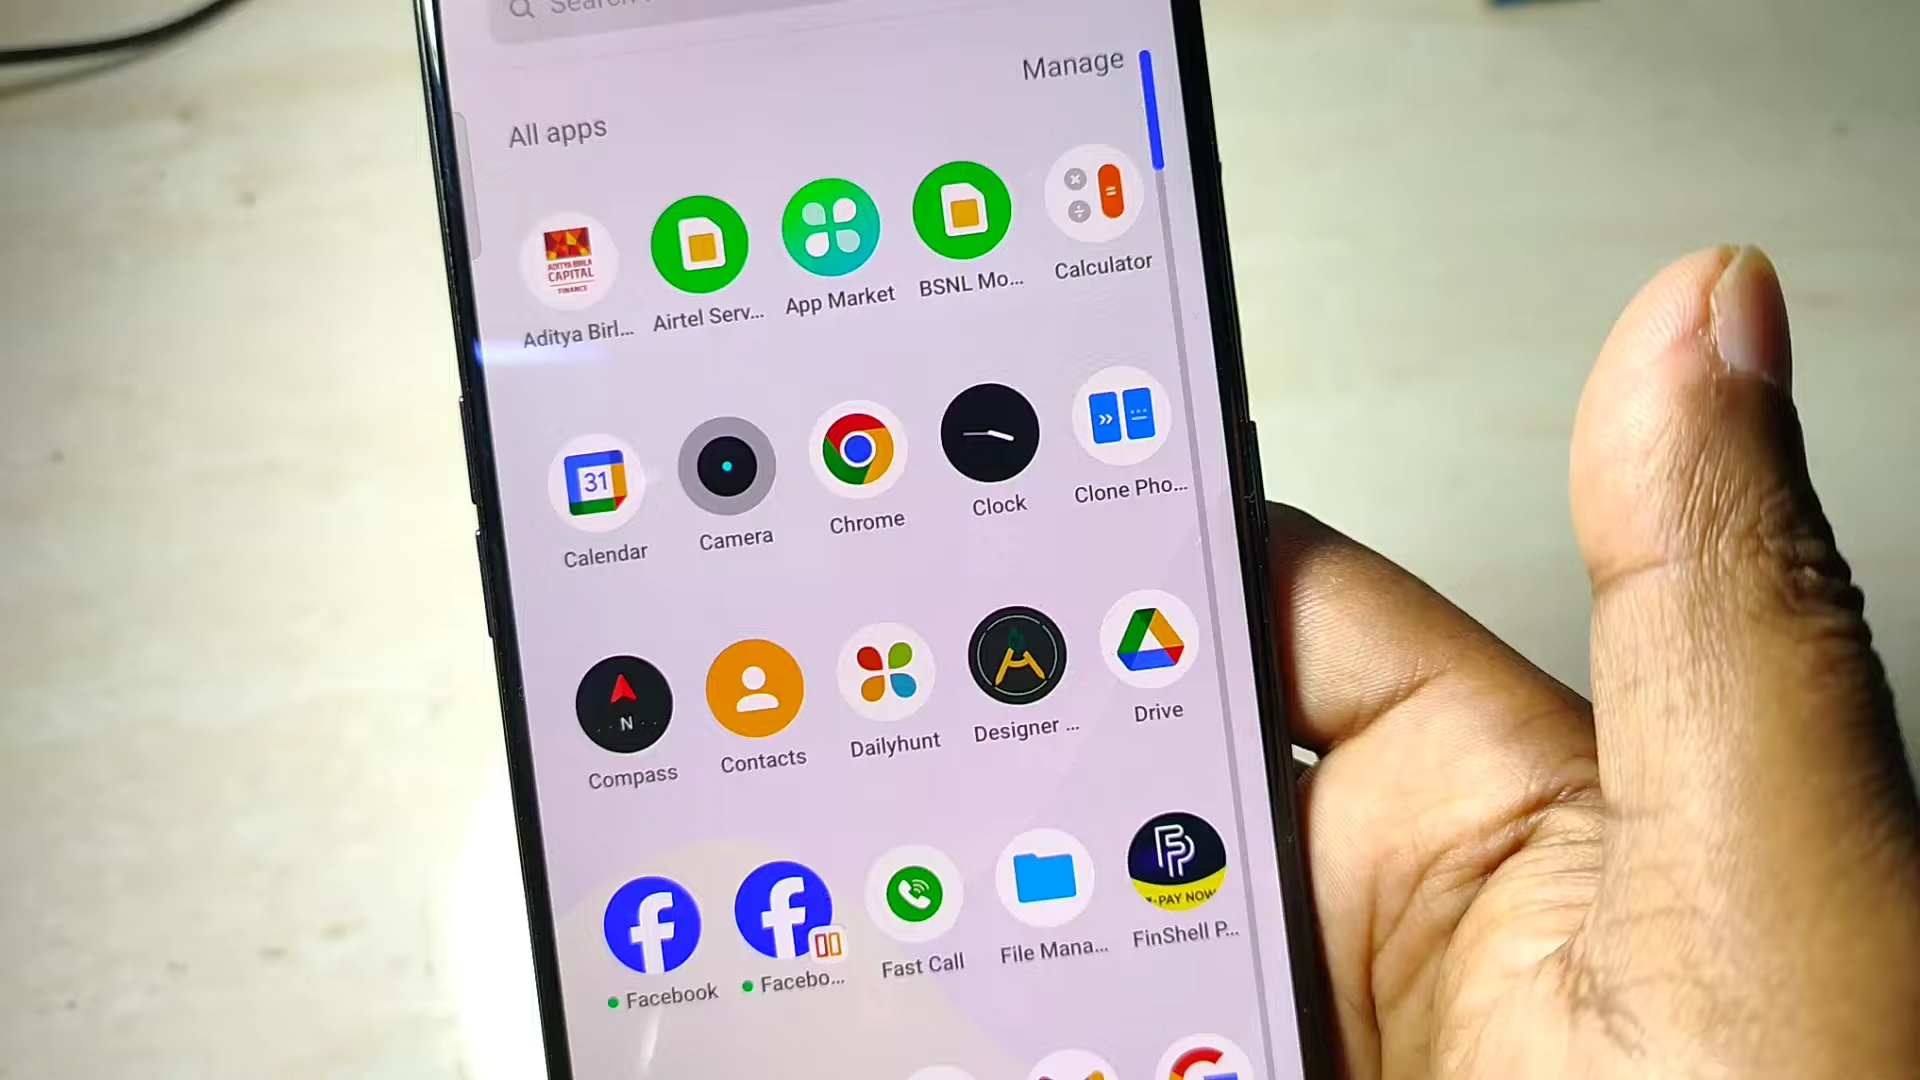 Search
Manage
All apps
ADITYA BIRLA
CAPITAL
FINANCE
Aditya Birl...
Airtel Serv...
App Market
BSNL Mo...
Calculator
31
Calendar
Camera
Chrome
Clock
Clone Pho...
N
Compass
Contacts
Dailyhunt
Designer ...
Drive
-PAY NOW
Facebook
Facebo...
Fast Call
File Mana...
FinShell P...